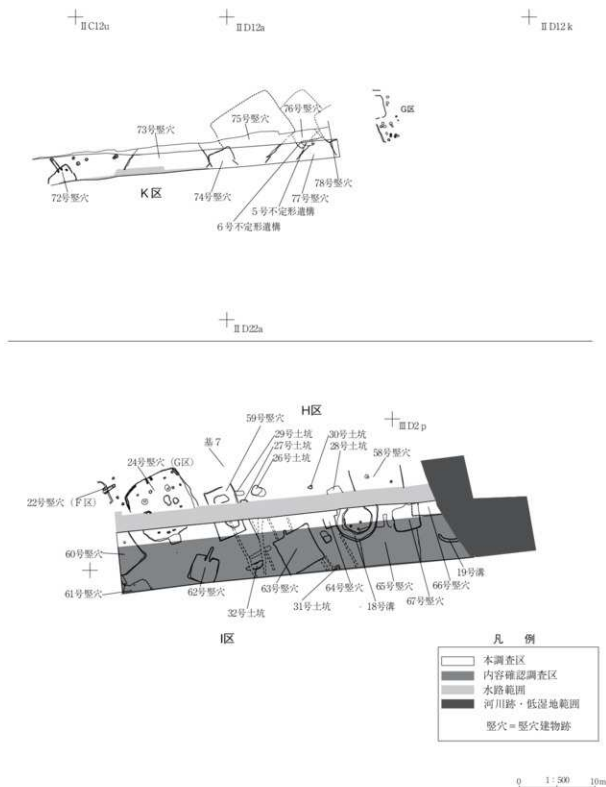 ⅡC12u
ⅡD12a
ⅡD12k
76号竪穴
75号竪穴
G区
73号竪穴
72号竪穴
K区
74号竪穴
78号竪穴
77号竪穴
5号不定形遺構
6号不定形遺構
ⅡD22a
H区
59号竪穴
ⅢD2p
29号土坑
30号土坑
基7
27号土坑
28号土坑
58号竪穴
26号土坑
24号竪穴(G区)
22号竪穴(F区)
60号竪穴
19号溝
66号竪穴
61号竪穴
62号竪穴
63号竪穴
64号竪穴
65号竪穴
67号竪穴
32号土坑
31号土坑
18号溝
I区
凡 例
本調査区
内容確認調査区
水路範囲
河川跡・低湿地範囲
竪穴=竪穴建物跡
0 1:500 10m